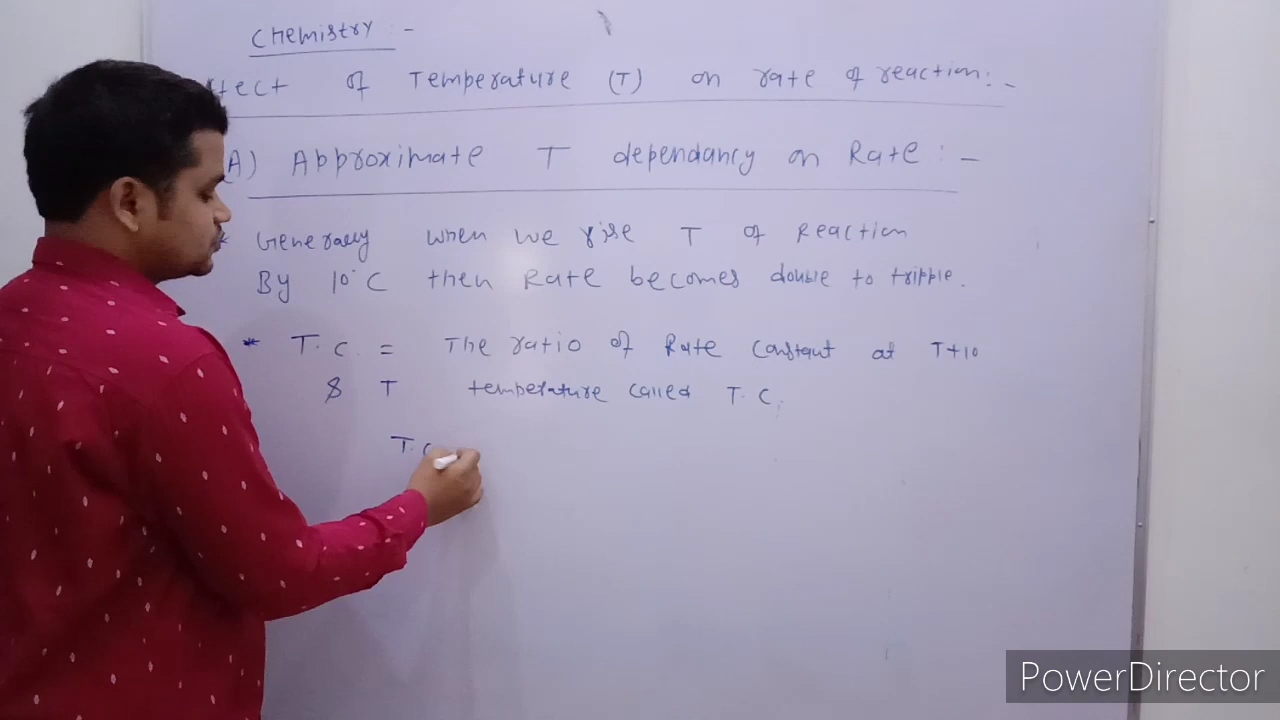 Chemistry :-
of Temperature (T) on rate of reaction :-
A) Approximate T dependancy on Rate :-
* Generally when we rise T of Reaction
By 10°C then Rate becomes double to tripple.
* T.C. = The ratio of Rate constant at T+10
& T temperature called T.C.
T.C
PowerDirector